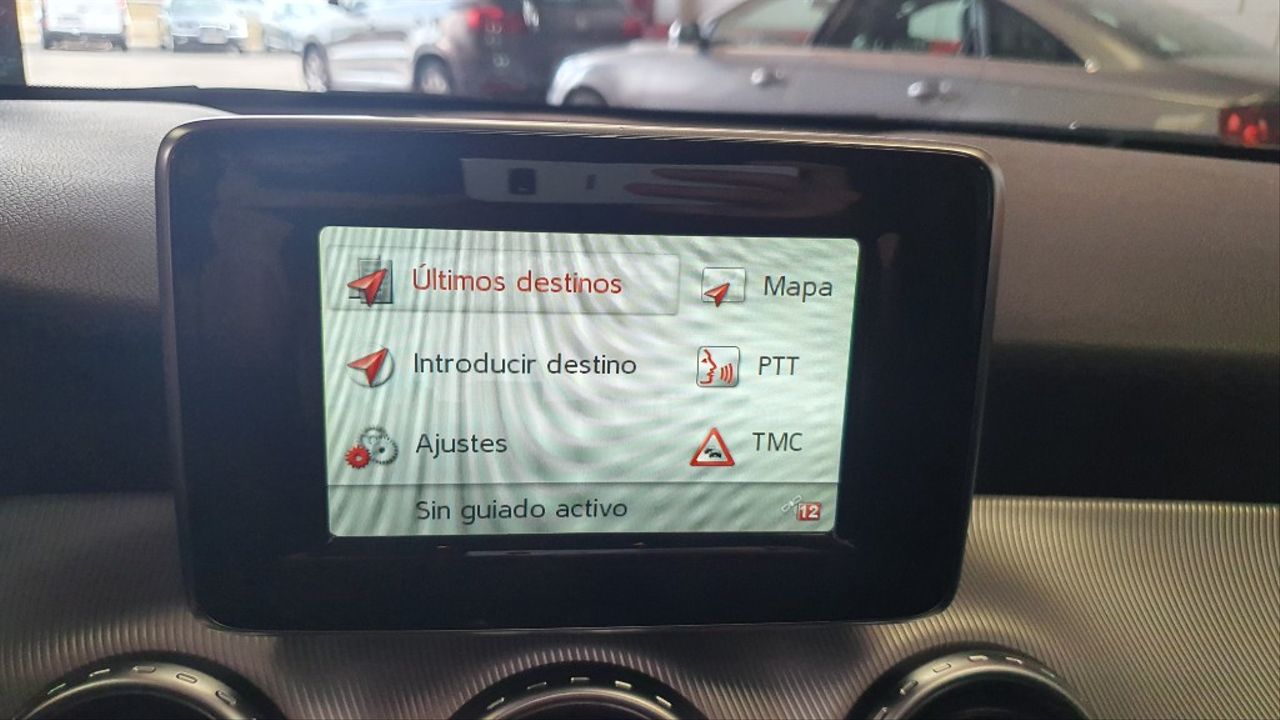 Últimos destinos
Mapa
Introducir destino
PTT
Ajustes
TMC
Sin guiado activo
12